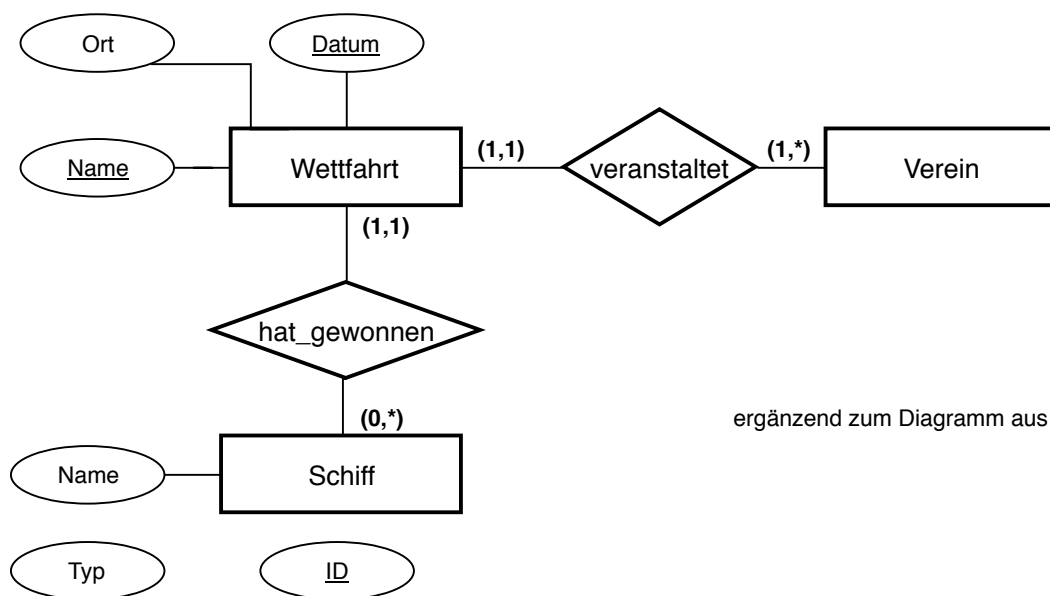 Ort
Datum
Name
Wettfahrt
(1,1)
veranstaltet
(1,*)
Verein
(1,1)
hat_gewonnen
(0,*)
ergänzend zum Diagramm aus
Name
Schiff
Typ
ID